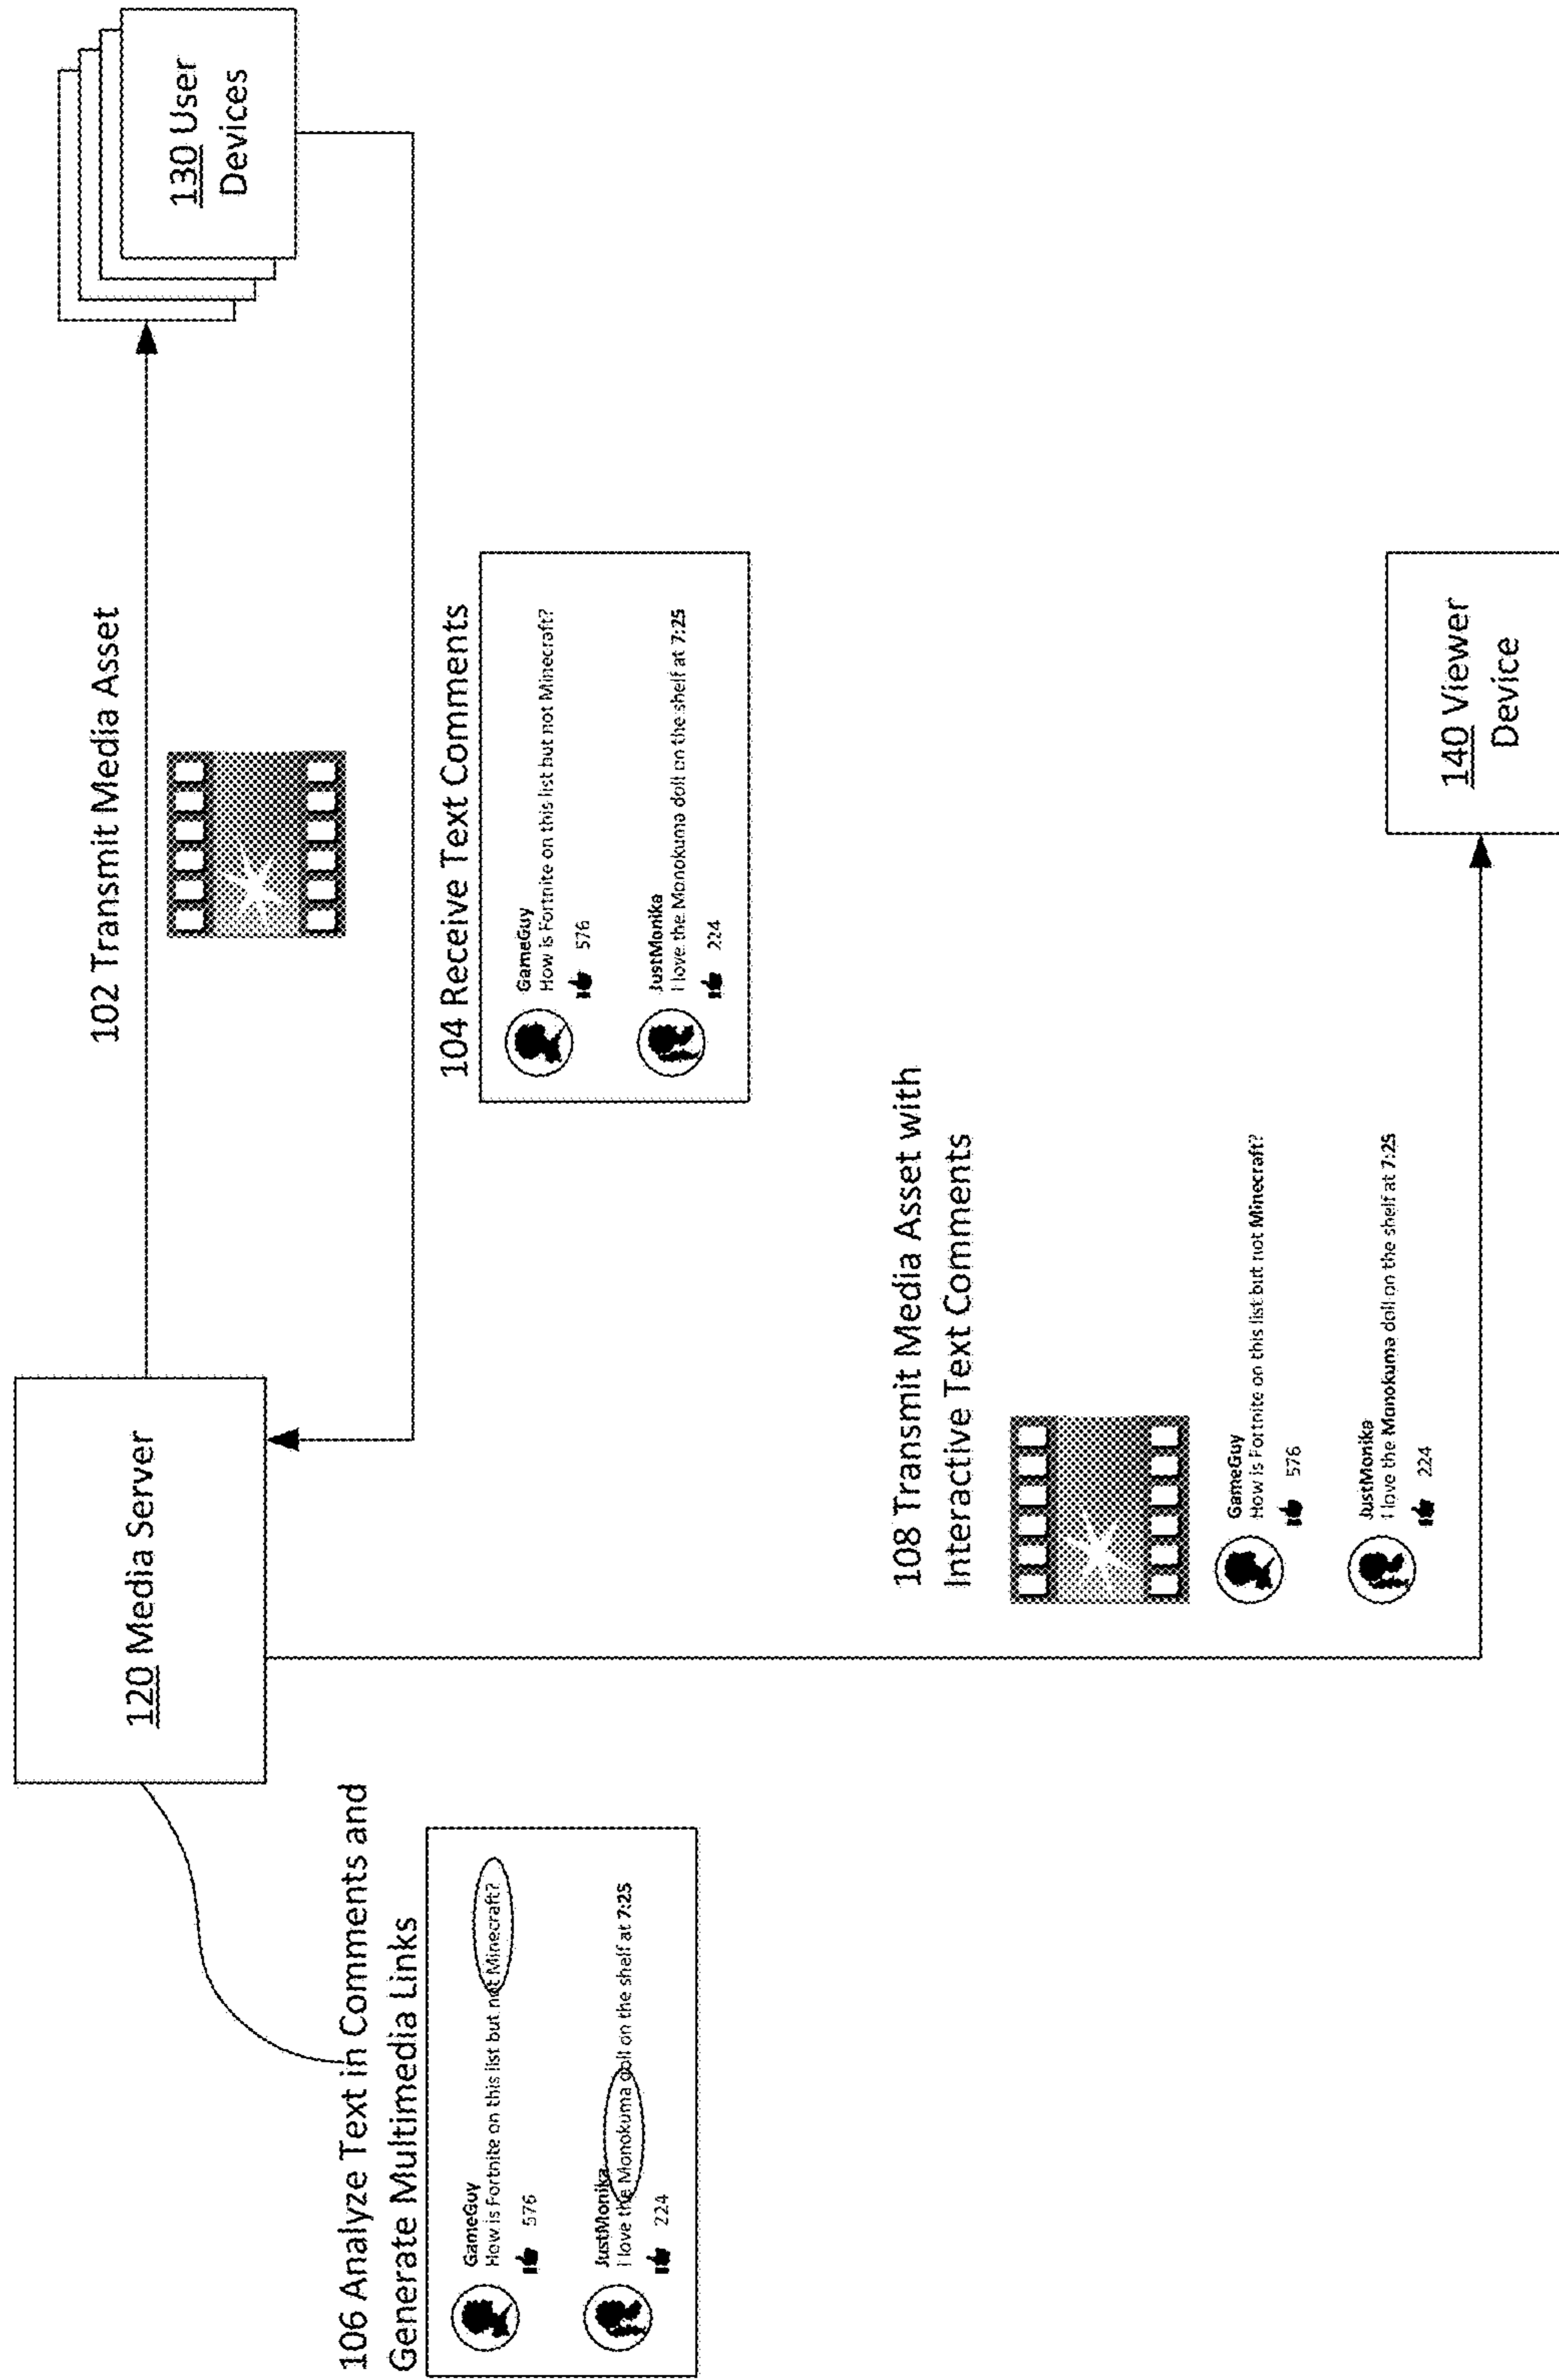 120 Media Server
102 Transmit Media Asset
130 User
Devices
104 Receive Text Comments
GameGuy
How is Fortnite on this list but not Minecraft?
576
JustMonika
I love the Monokuma doll on the shelf at 7:25
224
106 Analyze Text in Comments and
Generate Multimedia Links
GameGuy
How is Fortnite on this list but not Minecraft?
576
JustMonika
I love the Monokuma doll on the shelf at 7:25
224
108 Transmit Media Asset with
Interactive Text Comments
GameGuy
How is Fortnite on this list but not Minecraft?
576
JustMonika
I love the Monokuma doll on the shelf at 7:25
224
140 Viewer
Device